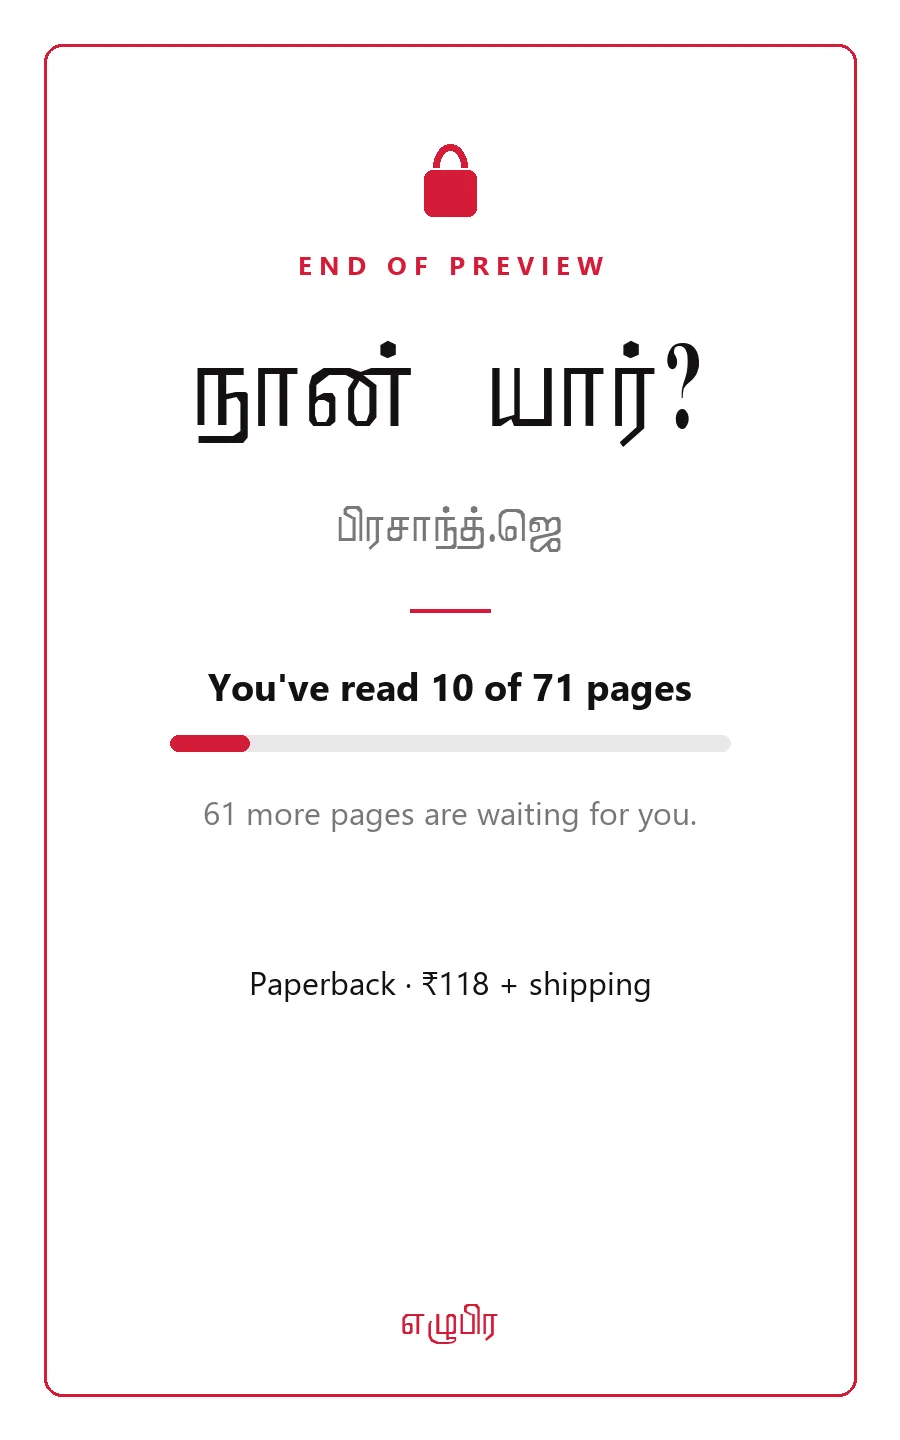 END OF PREVIEW
நான் யார்?
பிரசாந்த்.ஜெ
You've read 10 of 71 pages
61 more pages are waiting for you.
Paperback · ₹118 + shipping
எழுபிர